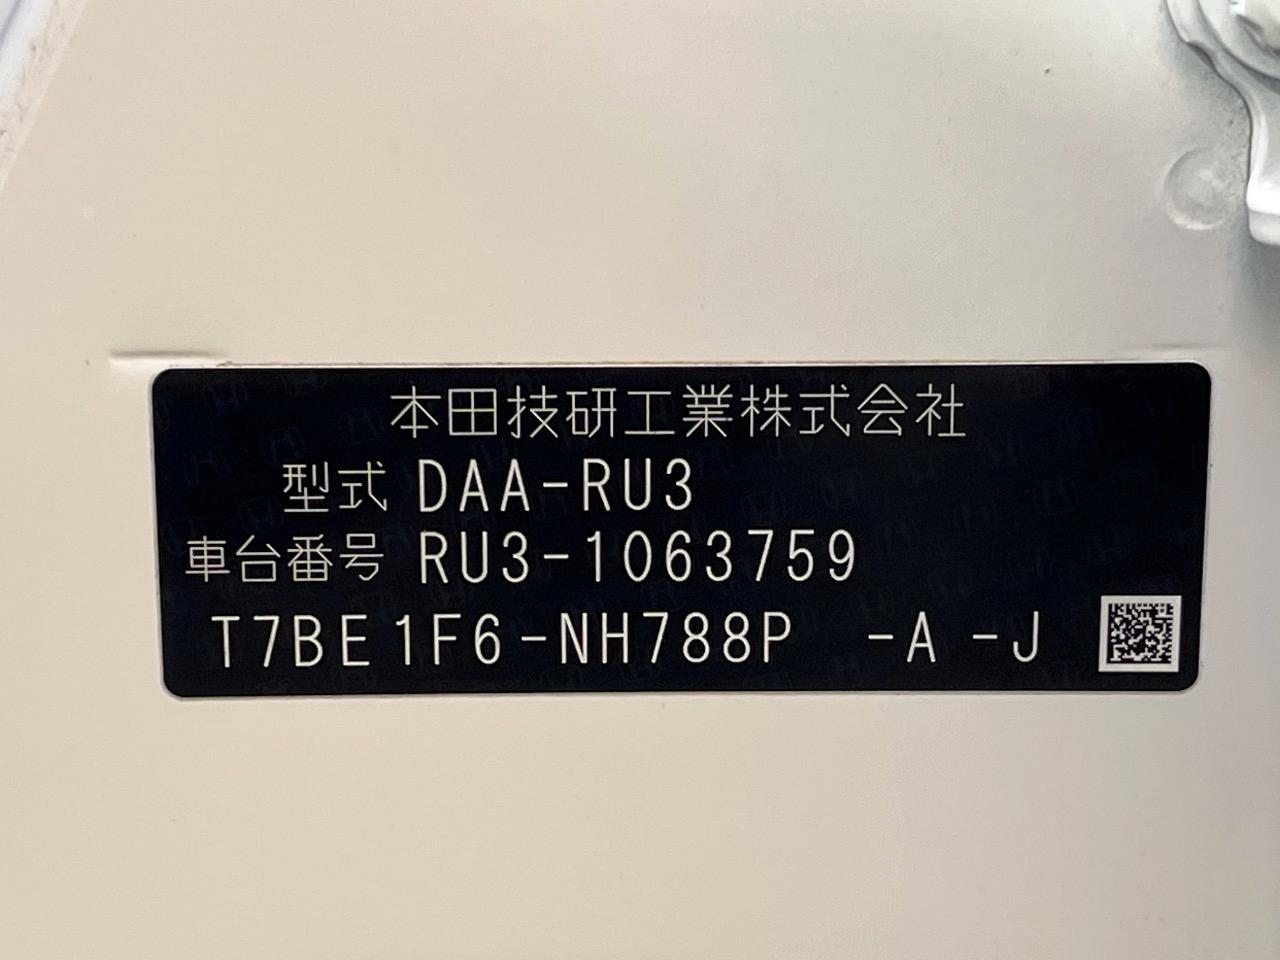 本田技研工業株式会社
型式 DAA-RU3
車台番号 RU3-1063759
T7BE1F6-NH788P -A -J